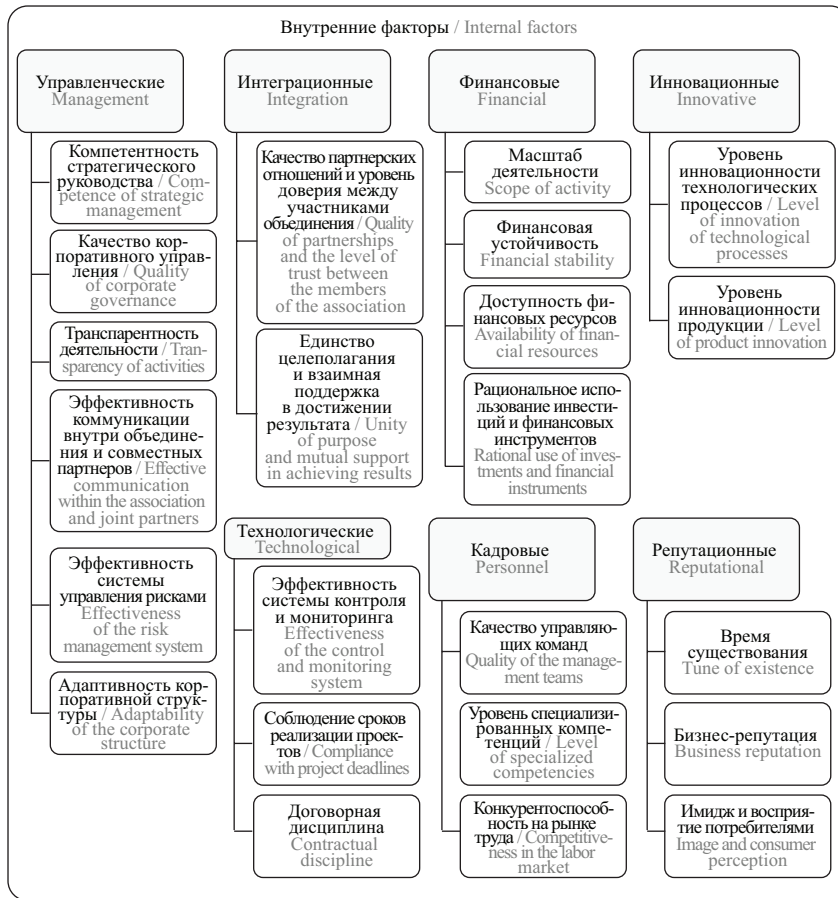 Внутренние факторы / Internal factors
Управленческие
Management
Компетентность
стратегического
руководства / Com-
petence of strategic
management
Качество кор-
поративного управ-
ления / Quality
of corporate
governance
Транспарентность
деятельности / Tran-
sparency of activities
Эффективность
коммуникации
внутри объедине-
ния и совместных
партнеров / Effective
communication
within the association
and joint partners
Эффективность
системы
управления рисками
Effectiveness
of the risk
management system
Адаптивность кор-
поративной струк-
туры / Adaptability
of the corporate
structure
Интеграционные
Integration
Качество партнерских
отношений и уровень
доверия между
участниками
объединения / Quality
of partnerships
and the level of
trust between
the members
of the association
Единство
целеполагания
и взаимная
поддержка
в достижении
результата / Unity
of purpose
and mutual support
in achieving results
Финансовые
Financial
Масштаб
деятельности
Scope of activity
Финансовая
устойчивость
Financial stability
Доступность фи-
нансовых ресурсов
Availability of finan-
cial resources
Рациональное испо-
льзование инвест-
иций и финансовых
инструментов
Rational use of inves-
tments and financial
instruments
Инновационные
Innovative
Уровень
инновационности
технологических
процессов / Level
of innovation
of technological
processes
Уровень
инновационности
продукции / Level
of product innovation
Технологические
Technological
Эффективность
системы контроля
и мониторинга
Effectiveness
of the control
and monitoring
system
Соблюдение сроков
реализации проек-
тов / Compliance
with project deadlines
Договорная
дисциплина
Contractual
discipline
Кадровые
Personnel
Качество управляю-
щих команд
Quality of the manage-
ment teams
Уровень специализи-
рованных компе-
тенций / Level
of specialized
competencies
Конкурентоспособ-
ность на рынке
труда / Competitive-
ness in the labor
market
Репутационные
Reputational
Время
существования
Tune of existence
Бизнес-репутация
Business reputation
Имидж и восприя-
тие потребителями
Image and consumer
perception